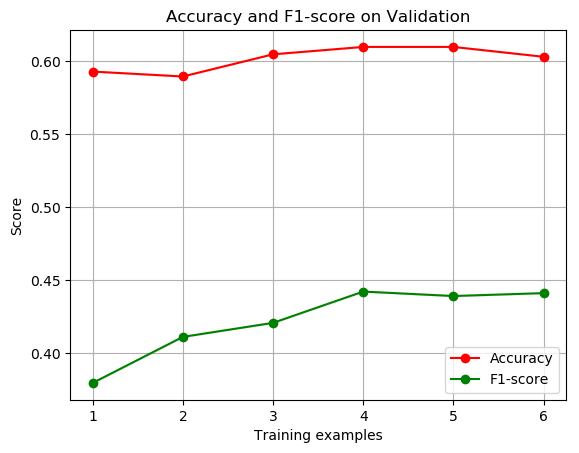 Accuracy and F1-score on Validation
0.60
0.55
0.50
0.45
0.40
Score
1 2 3 4 5 6
Training examples
Accuracy
F1-score